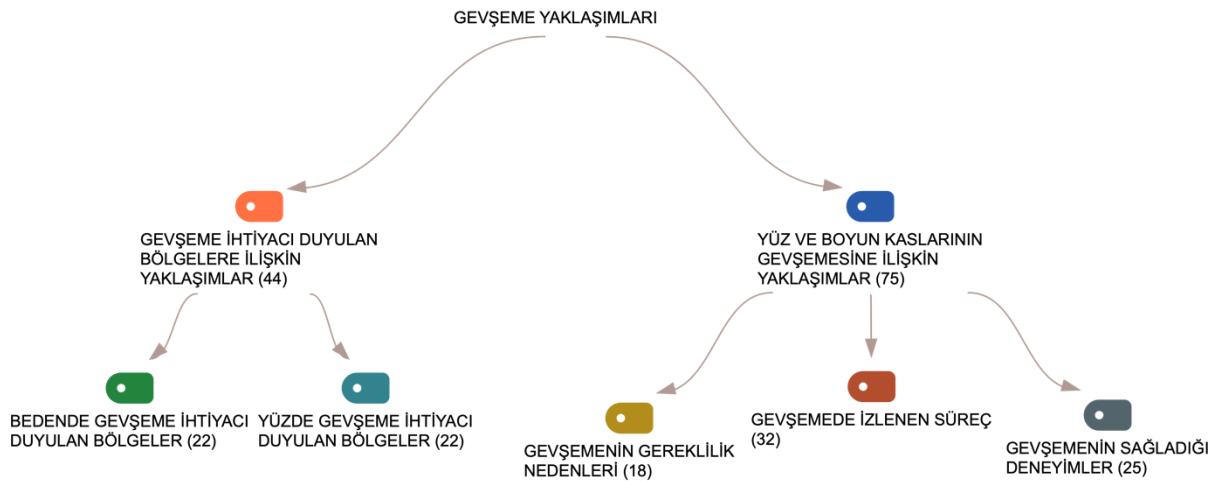 GEVŞEME YAKLAŞIMLARI
GEVŞEME İHTİYACI DUYULAN
BÖLGELERE İLİŞKİN
YAKLAŞIMLAR (44)
YÜZ VE BOYUN KASLARININ
GEVŞEMESİNE İLİŞKİN
YAKLAŞIMLAR (75)
BEDENDE GEVŞEME İHTİYACI
DUYULAN BÖLGELER (22)
YÜZDE GEVŞEME İHTİYACI
DUYULAN BÖLGELER (22)
GEVŞEMENİN GEREKLİLİK
NEDENLERİ (18)
GEVŞEMEDE İZLENEN SÜREÇ
(32)
GEVŞEMENİN SAĞLADIĞI
DENEYİMLER (25)